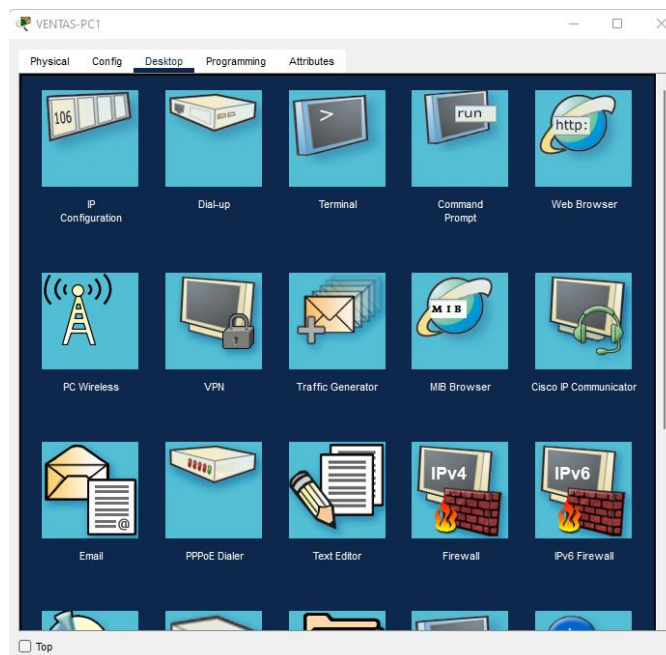 VENTAS-PC1
Physical Config Desktop Programming Attributes
106
>
run
http:
IP
Configuration
Dial-up
Terminal
Command
Prompt
Web Browser
MIB
PC Wireless
VPN
Traffic Generator
MIB Browser
Cisco IP Communicator
@
IPv4
IPv6
Email
PPPoE Dialer
Text Editor
Firewall
IPv6 Firewall
Top